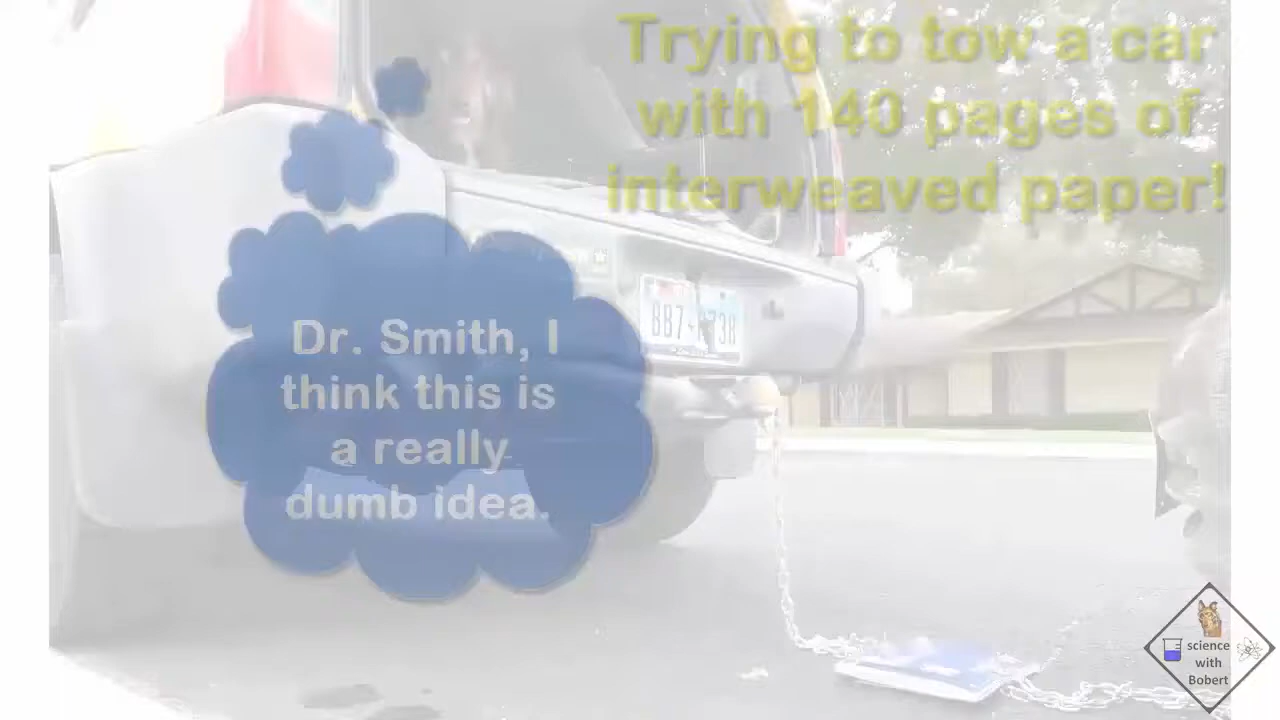 Trying to tow a car
with 140 pages of
interweaved paper!
Dr. Smith, I
think this is
a really
dumb idea.
science
with
Bobert